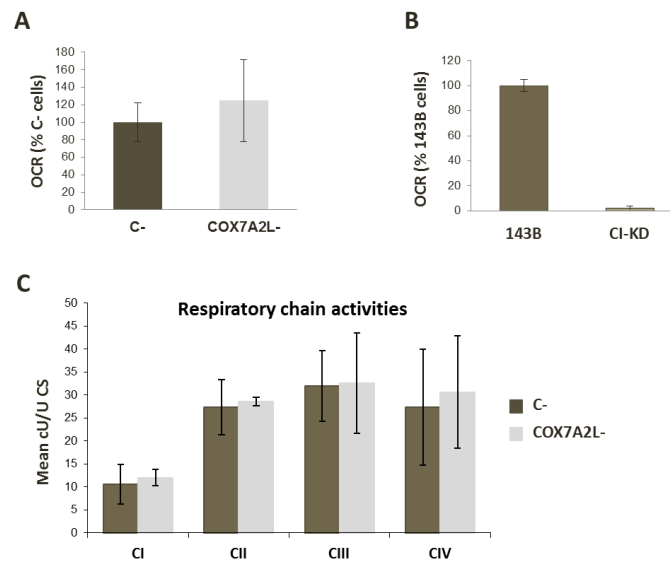 A
OCR (% C- cells)
180
160
140
120
100
80
60
40
20
0
C-
COX7A2L-
B
OCR (% 143B cells)
120
100
80
60
40
20
0
143B
CI-KD
C
Respiratory chain activities
Mean cU/U CS
50
45
40
35
30
25
20
15
10
5
0
CI
CII
CIII
CIV
C-
COX7A2L-